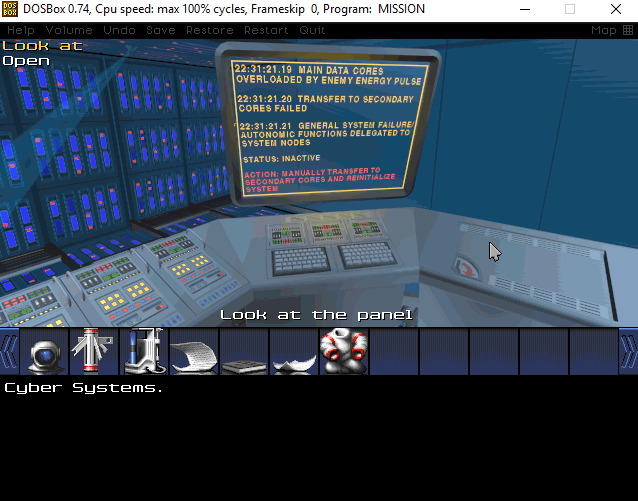 DOSBox 0.74, Cpu speed: max 100% cycles, Frameskip 0, Program: MISSION
Help Volume Undo Save Restore Restart Quit Map
Look at
Open
22:31:21.19 MAIN DATA CORES
OVERLOADED BY ENEMY ENERGY PULSE
22:31:21.20 TRANSFER TO SECONDARY
CORES FAILED
22:31:21.21 GENERAL SYSTEM FAILURE/
AUTONOMIC FUNCTIONS DELEGATED TO
SYSTEM NODES
STATUS: INACTIVE
ACTION: MANUALLY TRANSFER TO
SECONDARY CORES AND REINITIALIZE
SYSTEM
Look at the panel
Cyber Systems.